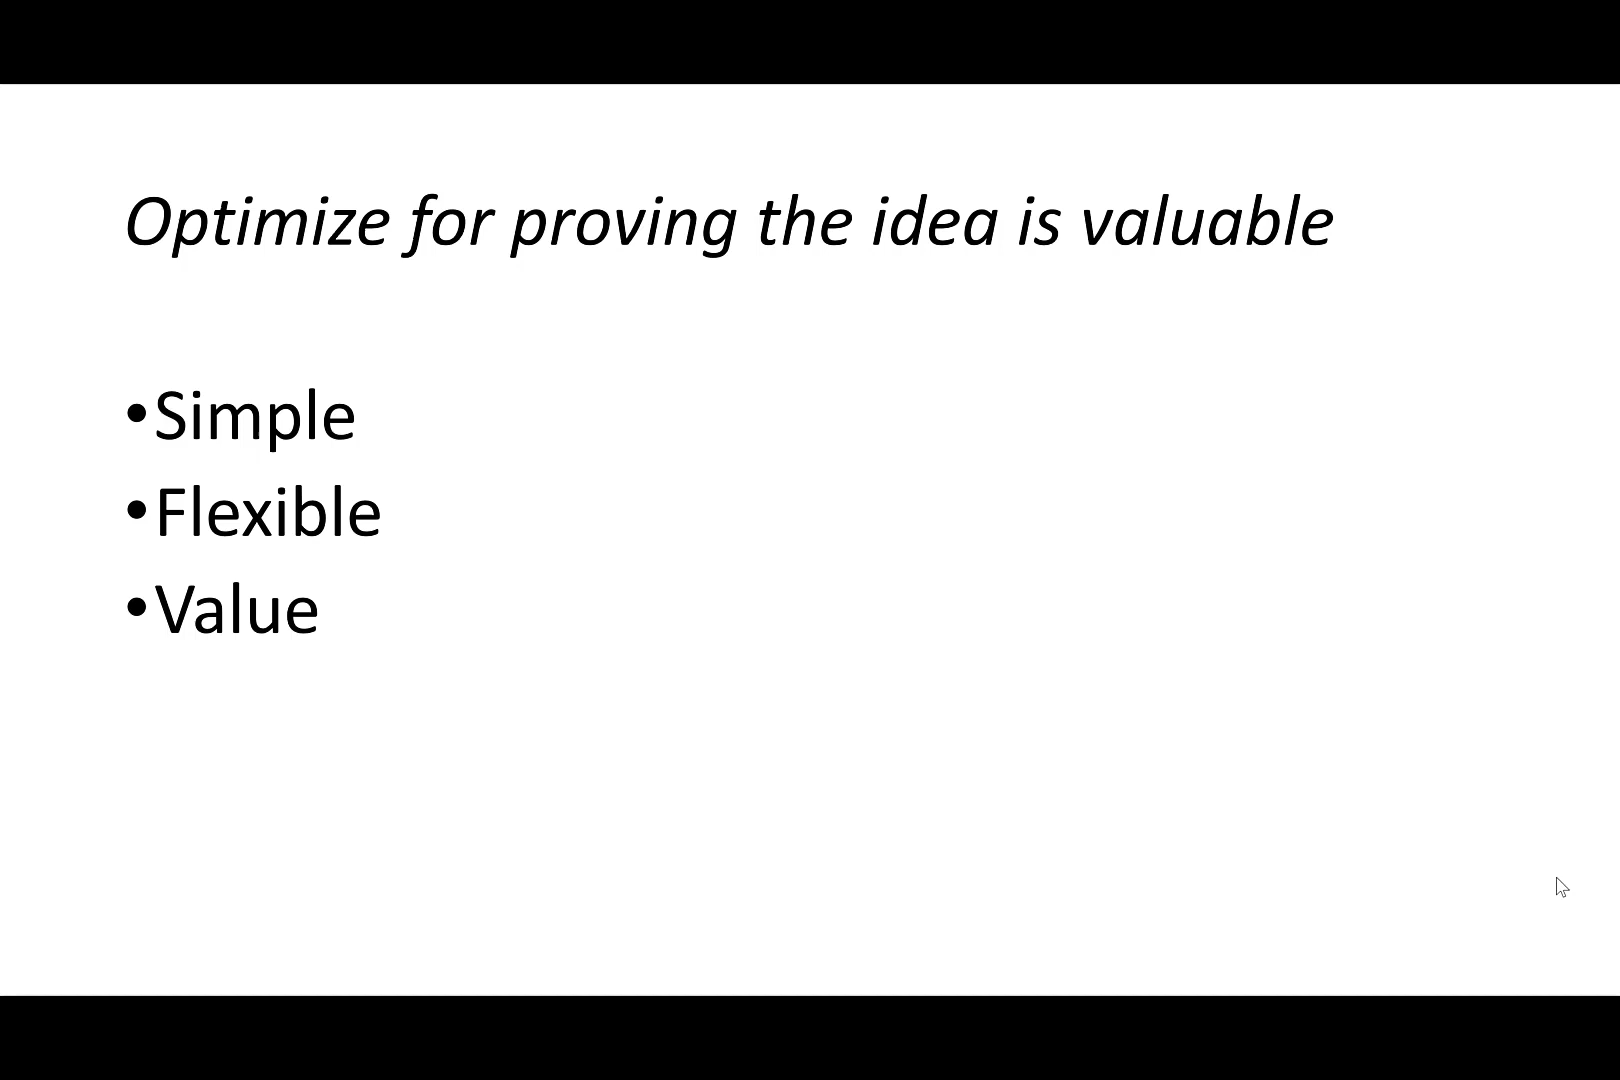 Optimize for proving the idea is valuable
•Simple
•Flexible
•Value